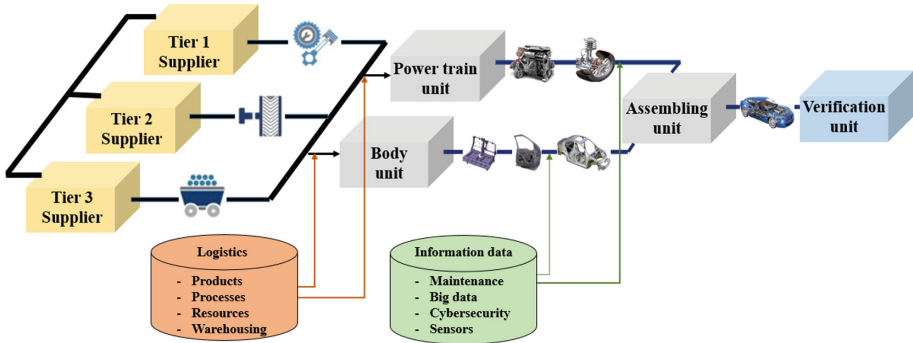 Tier 1
Supplier
Tier 2
Supplier
Tier 3
Supplier
Power train
unit
Body
unit
Assembling
unit
Verification
unit
Logistics
- Products
- Processes
- Resources
- Warehousing
Information data
- Maintenance
- Big data
- Cybersecurity
- Sensors